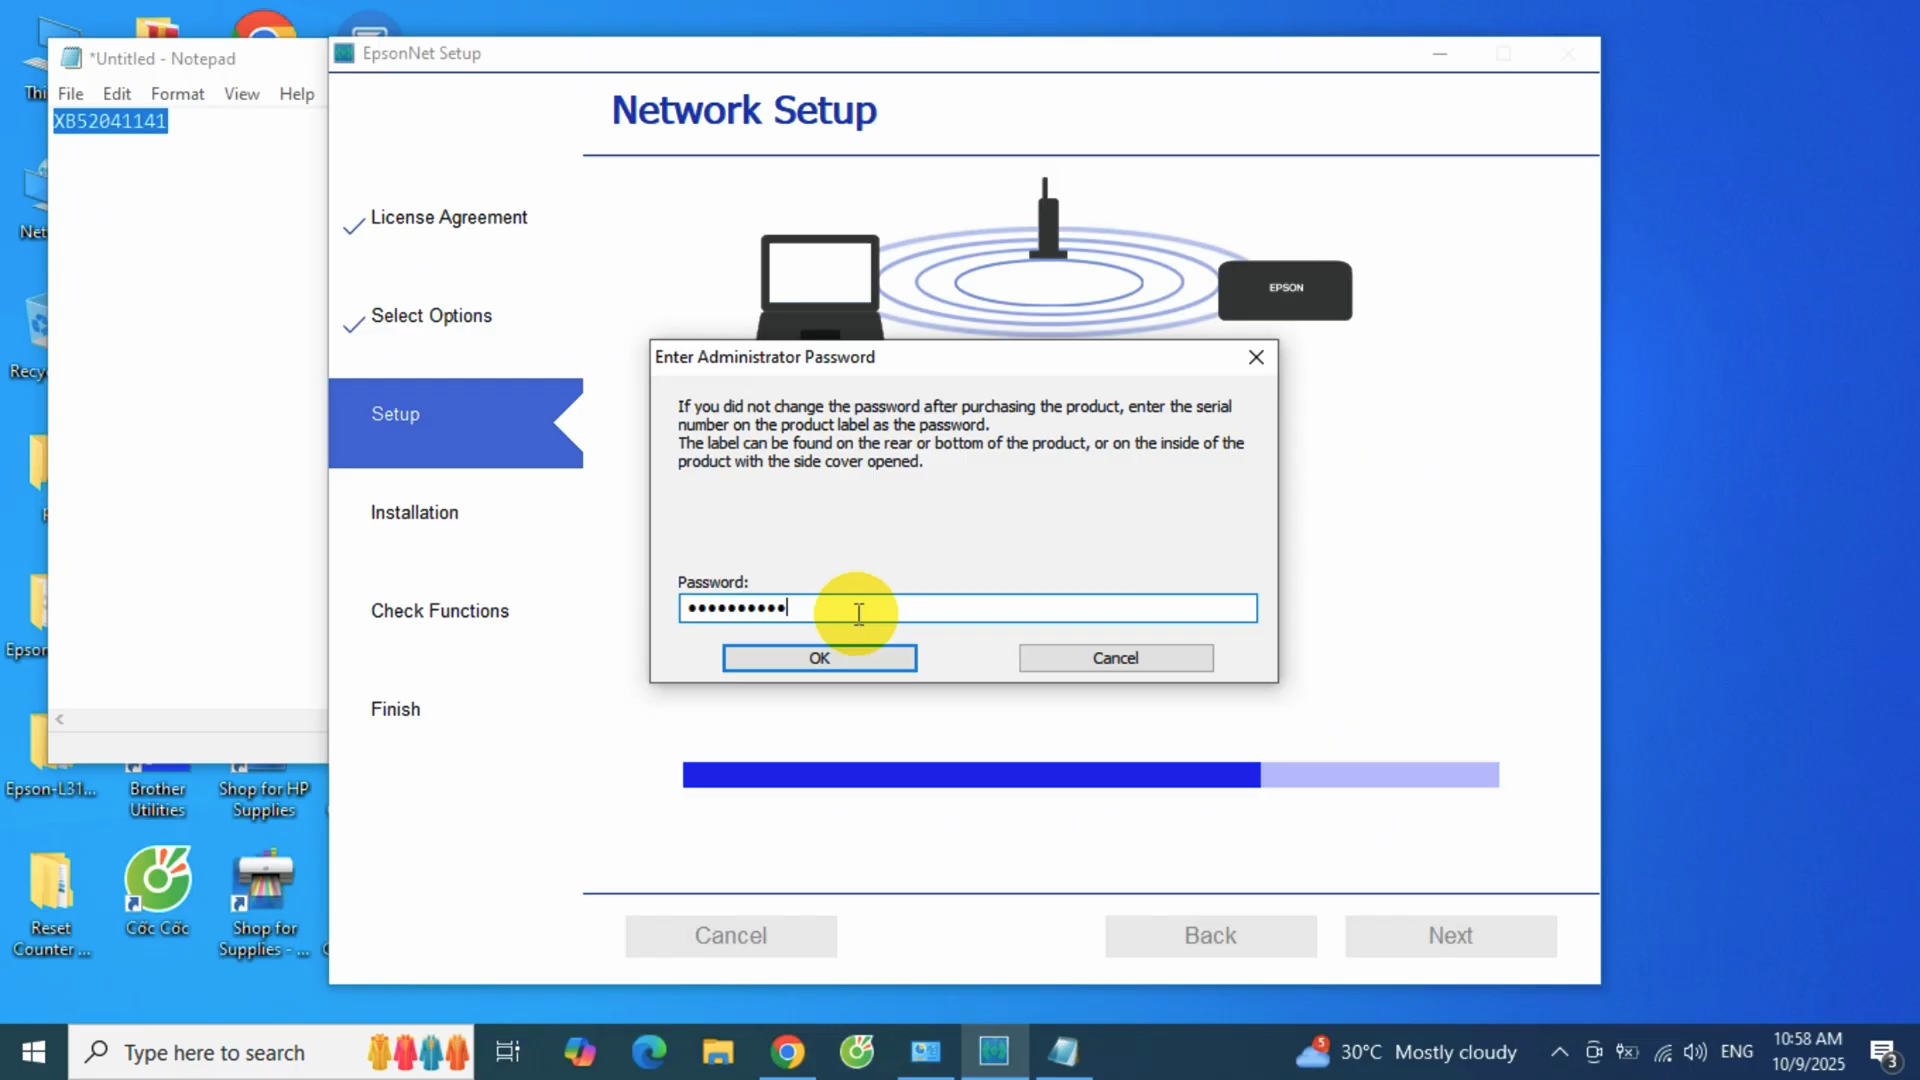 *Untitled - Notepad
File Edit Format View Help
XB52041141
EpsonNet Setup
Network Setup
License Agreement
Select Options
Setup
Installation
Check Functions
Finish
EPSON
Enter Administrator Password
If you did not change the password after purchasing the product, enter the serial
number on the product label as the password.
The label can be found on the rear or bottom of the product, or on the inside of the
product with the side cover opened.
Password:
OK Cancel
Cancel Back Next
Epson-L31...
Brother
Utilities
Shop for HP
Supplies
Reset
Counter ...
Cốc Cốc
Shop for
Supplies - ...
Type here to search
5
30°C Mostly cloudy
ENG
10:58 AM
10/9/2025
3